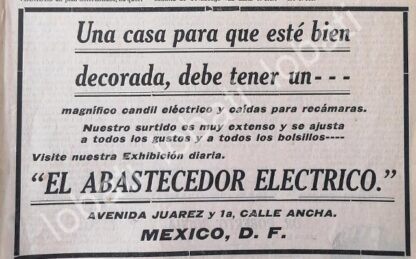 Una casa para que esté bien
decorada, debe tener un---
magnífico candil eléctrico y caídas para recámaras.
Nuestro surtido es muy extenso y se ajusta
a todos los gustos y a todos los bolsillos----
Visite nuestra Exhibición diaria.
"EL ABASTECEDOR ELECTRICO."
AVENIDA JUAREZ y 1a, CALLE ANCHA.
MEXICO, D. F.